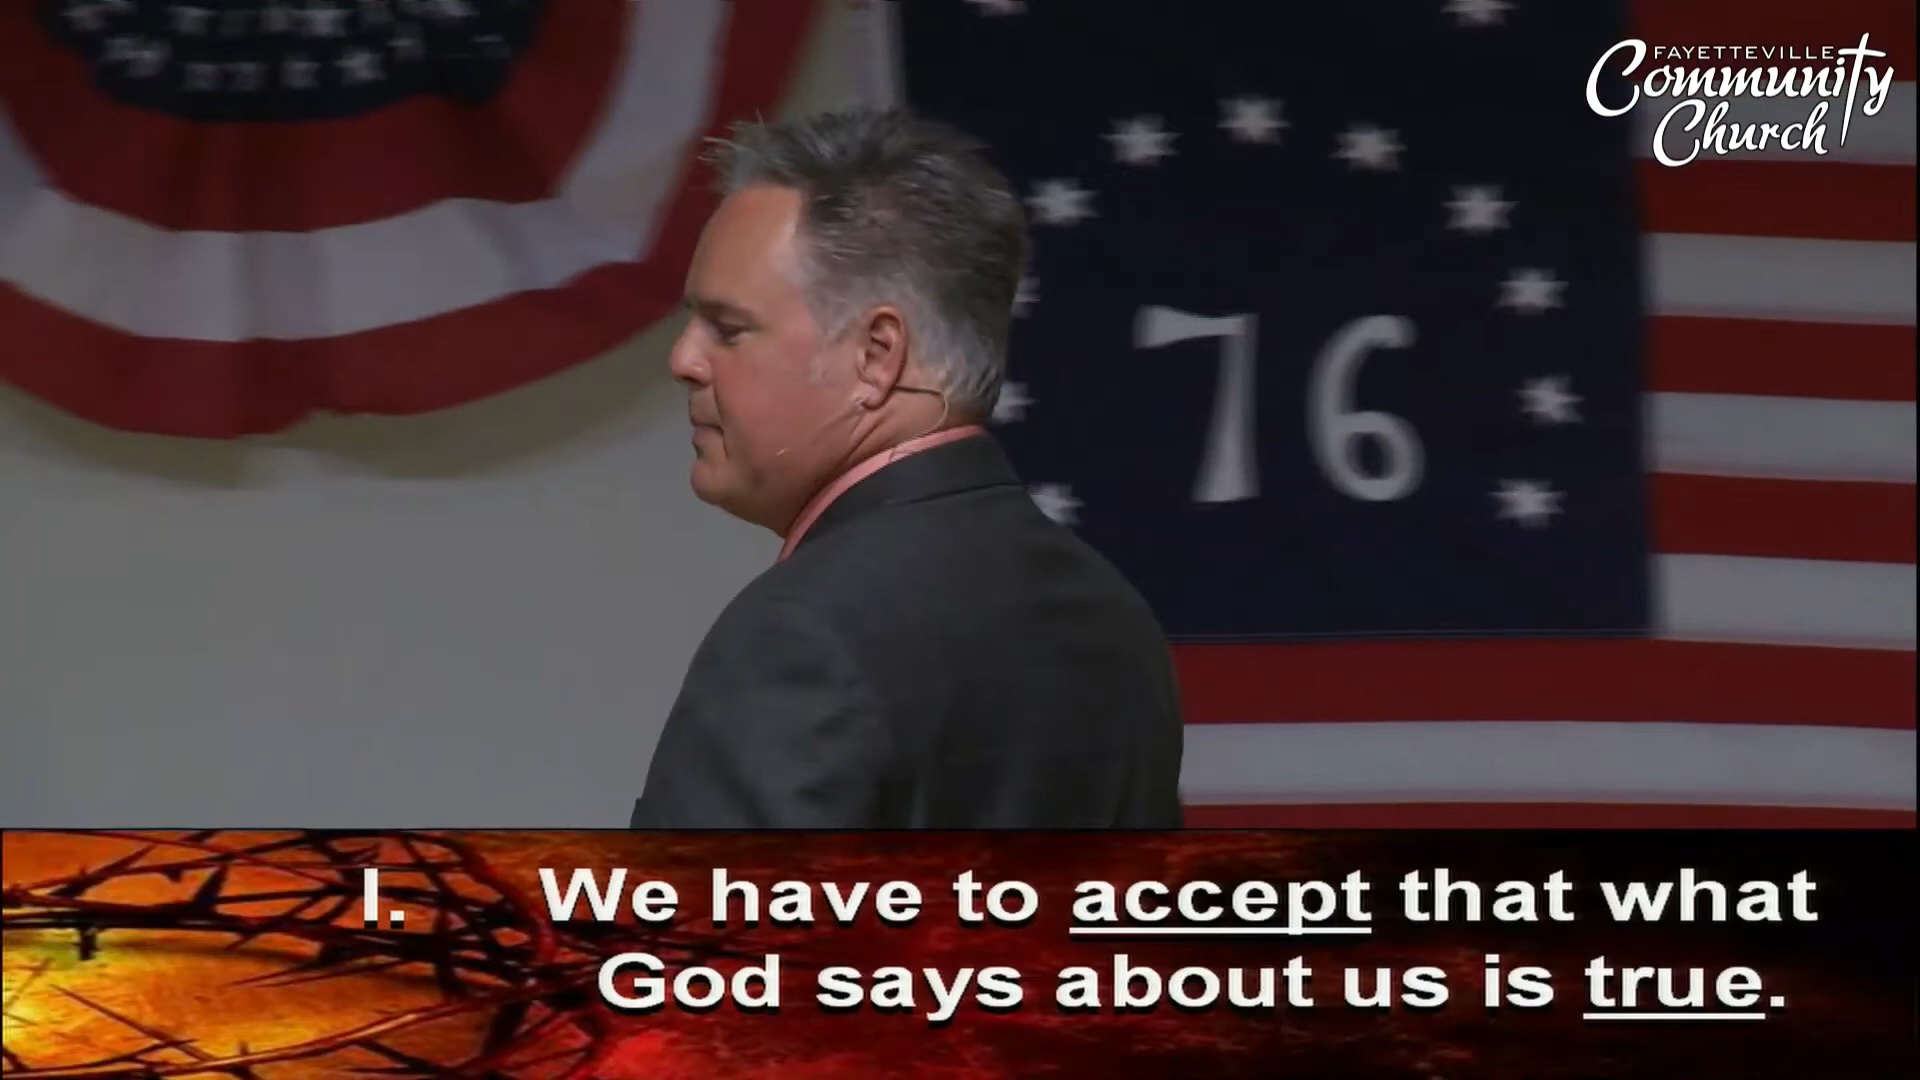 FAYETTEVILLE
Community
Church
76
I. We have to accept that what
God says about us is true.